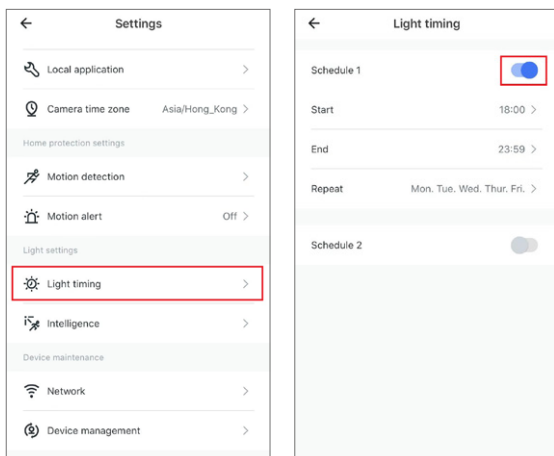 Settings
Local application
Camera time zone Asia/Hong_Kong
Home protection settings
Motion detection
Motion alert Off
Light settings
Light timing
Intelligence
Device maintenance
Network
Device management
Light timing
Schedule 1
Start 18:00
End 23:59
Repeat Mon. Tue. Wed. Thur. Fri.
Schedule 2